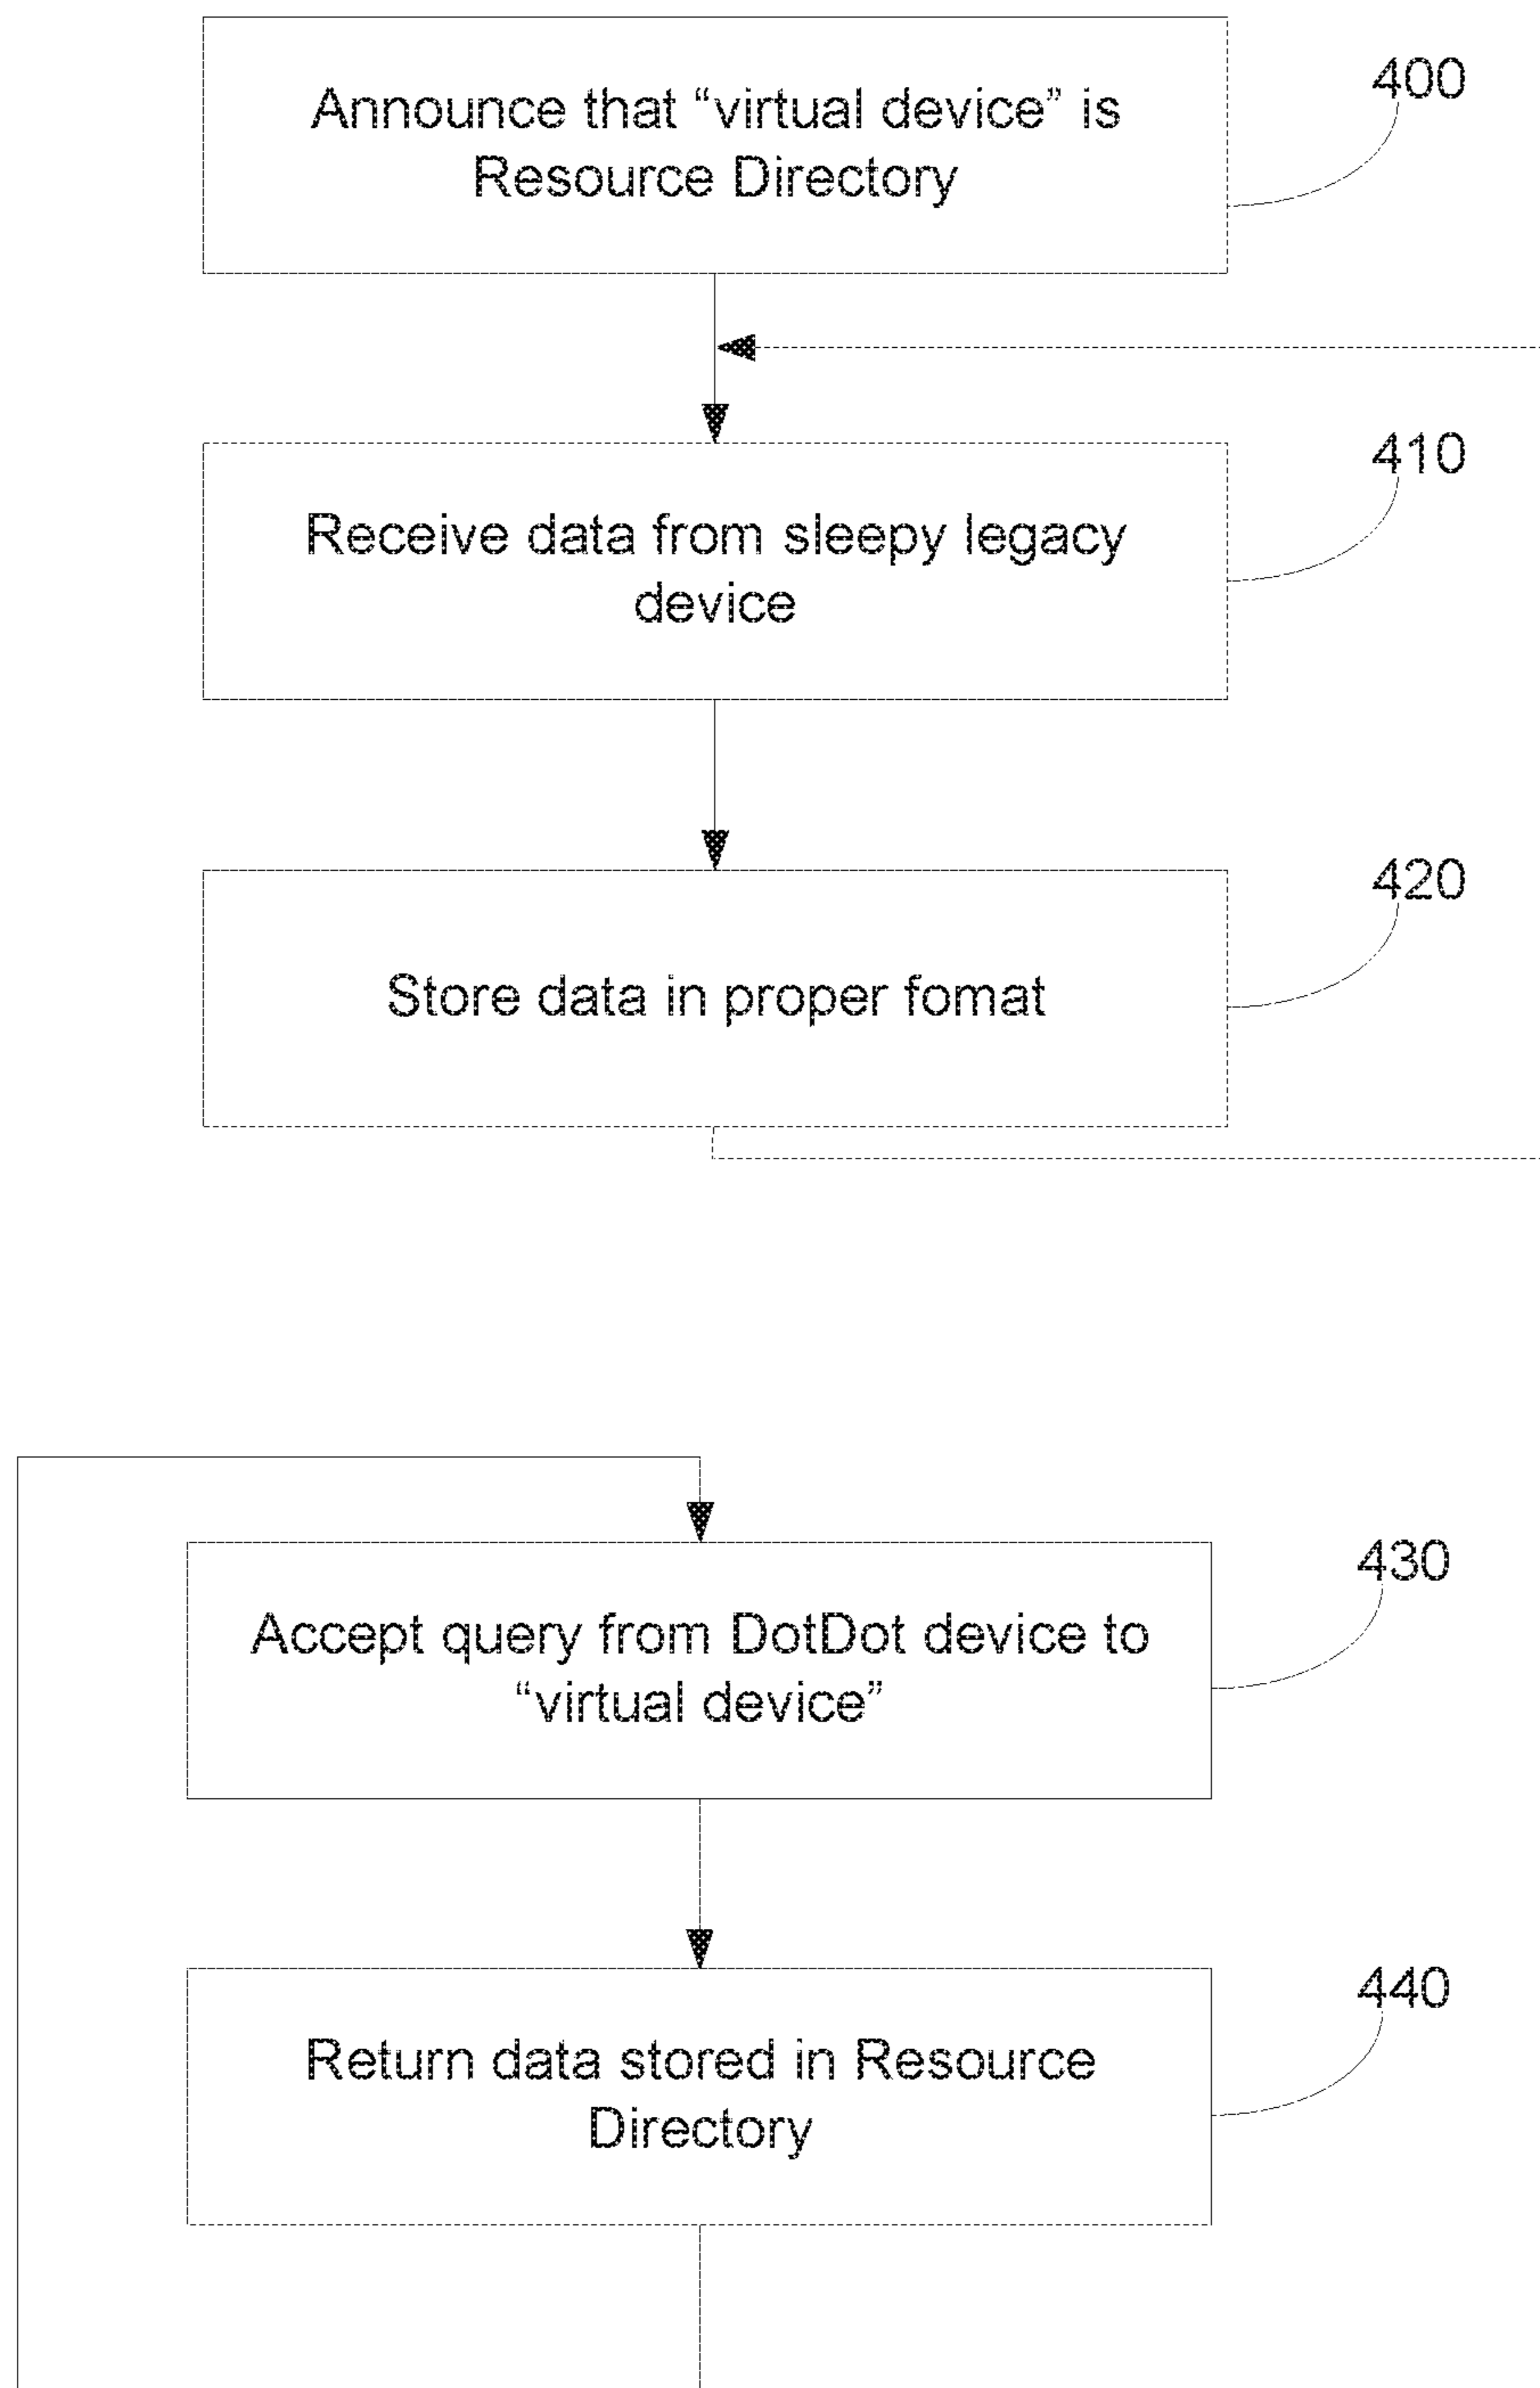 Announce that “virtual device” is
Resource Directory
400
Receive data from sleepy legacy
device
410
Store data in proper fomat
420
Accept query from DotDot device to
“virtual device”
430
Return data stored in Resource
Directory
440